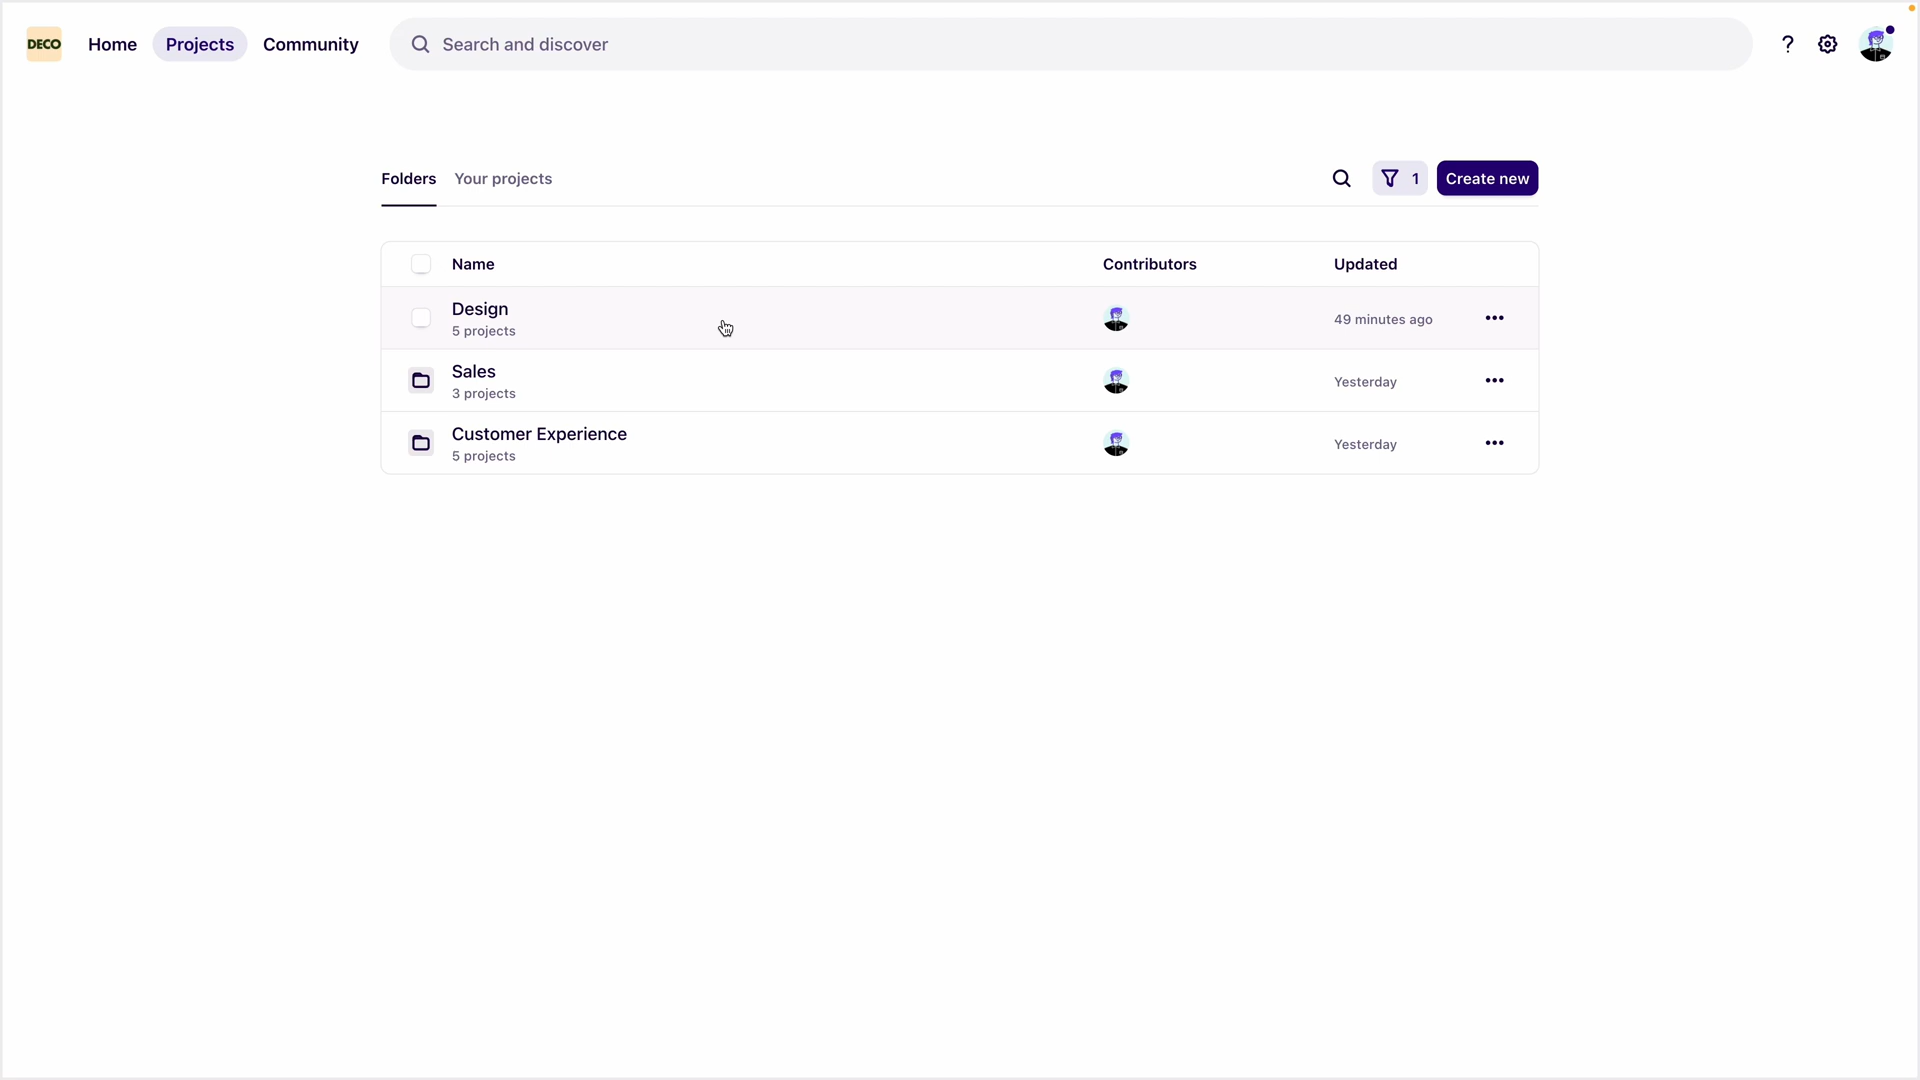 DECO
Home
Projects
Community
Search and discover
?
Folders
Your projects
1
Create new
Name
Contributors
Updated
Design
5 projects
49 minutes ago
Sales
3 projects
Yesterday
Customer Experience
5 projects
Yesterday